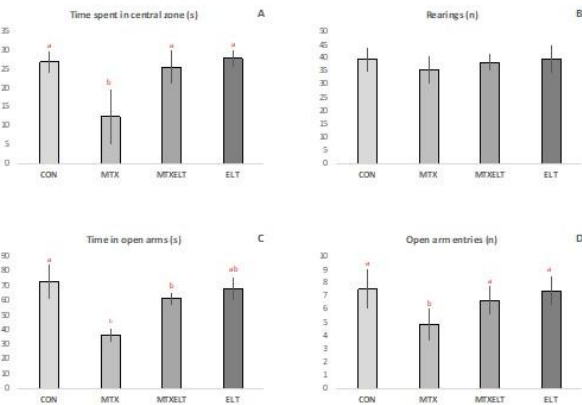 Time spent in central zone (s) A
35
30
25
20
15
10
5
0
a
b
a
a
CON MTX MTXELT ELT
Rearings (n) B
50
45
40
35
30
25
20
15
10
5
0
CON MTX MTXELT ELT
Time in open arms (s) C
90
80
70
60
50
40
30
20
10
0
a
b
ab
CON MTX MTXELT ELT
Open arm entries (n) D
10
9
8
7
6
5
4
3
2
1
0
a
b
a
a
CON MTX MTXELT ELT